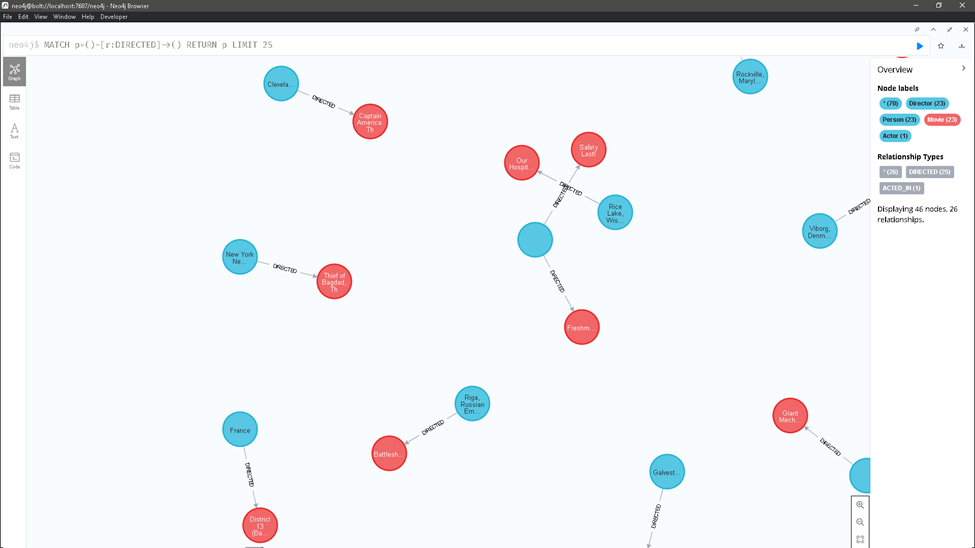 neo4j@bolt://localhost:7687/neo4j - Neo4j Browser
File Edit View Window Help Developer
neo4j$ MATCH p=()-[r:DIRECTED]->() RETURN p LIMIT 25
Graph
Table
Text
Code
Clevela...
DIRECTED
Captain
America:
Th
Rockville,
Maryl...
Our
Hospit...
Safety
Last!
DIRECTED
DIRECTED
Rice
Lake,
Wis...
Viborg,
Denm...
DIRECTED
New York
Ne...
DIRECTED
Thief of
Bagdad,
Th
DIRECTED
Freshm...
Riga,
Russian
Em...
DIRECTED
Battlesh...
France
DIRECTED
District
13
(Ba...
Giant
Mech...
DIRECTED
Galvest...
DIRECTED
Overview
Node labels
* (70) Director (23)
Person (23) Movie (23)
Actor (1)
Relationship Types
* (26) DIRECTED (25)
ACTED_IN (1)
Displaying 46 nodes, 26
relationships.